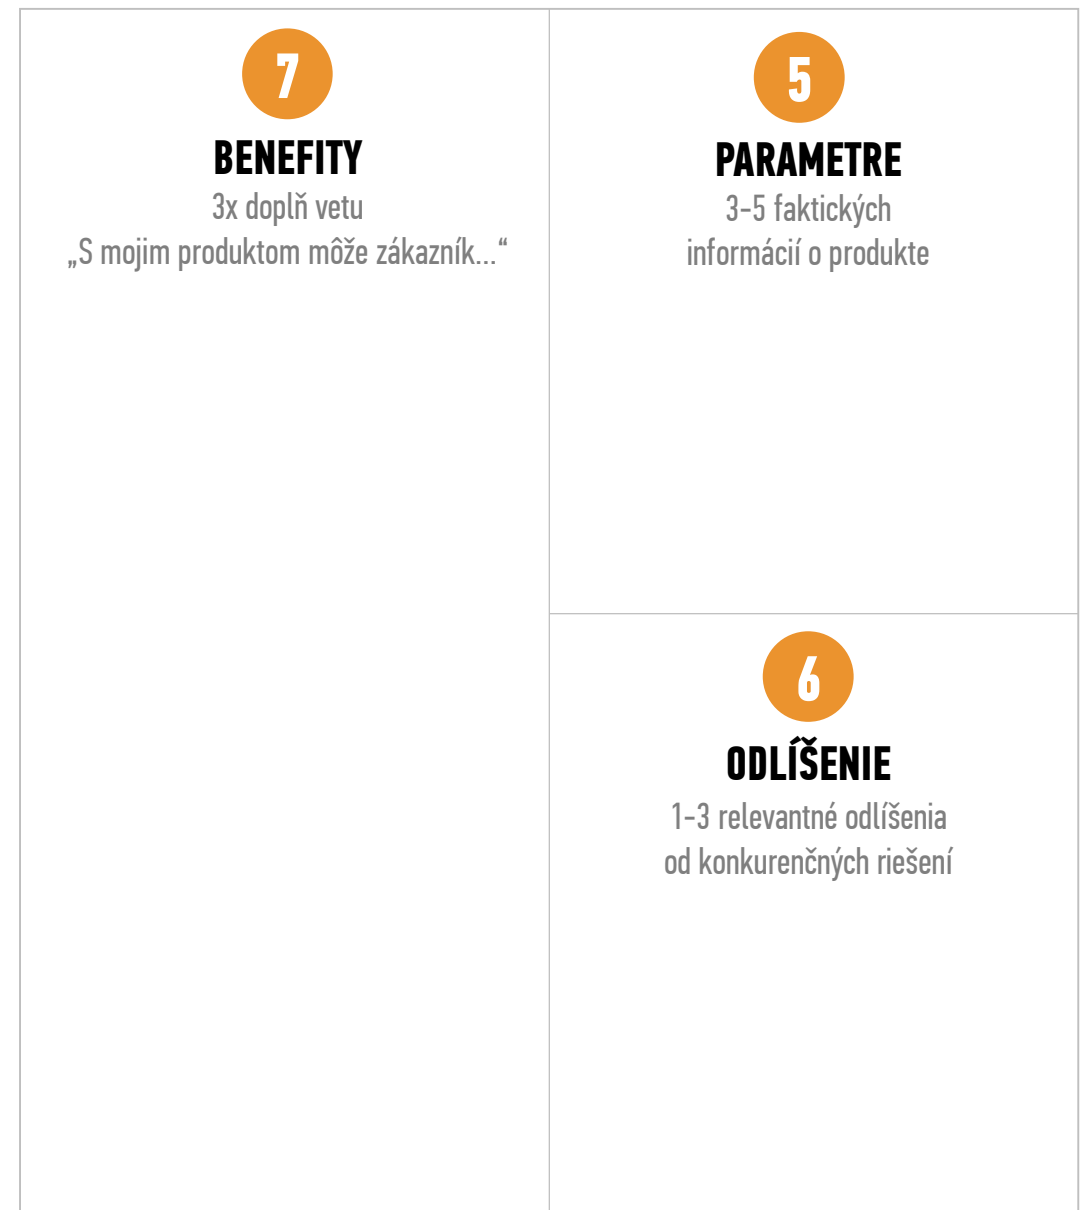 7
BENEFITY
3x doplň vetu
„S mojim produktom môže zákazník...“
5
PARAMETRE
3-5 faktických
informácií o produkte
6
ODLÍŠENIE
1-3 relevantné odlíšenia
od konkurenčných riešení